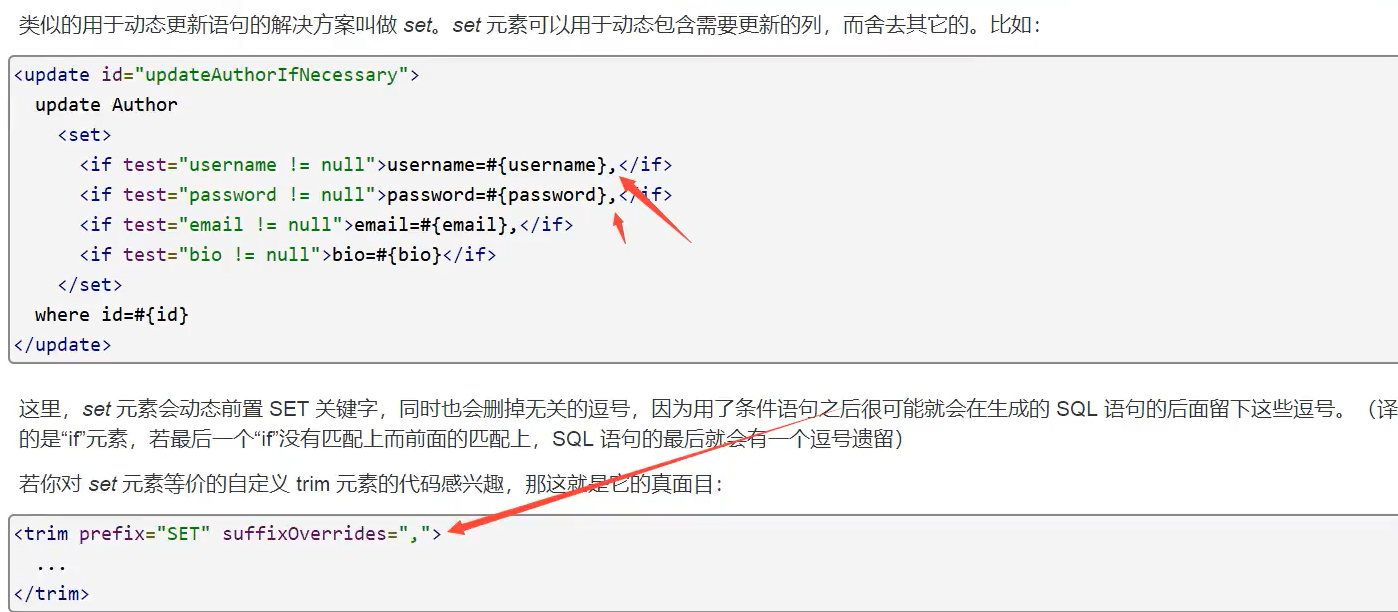 类似的用于动态更新语句的解决方案叫做 set。set 元素可以用于动态包含需要更新的列，而舍去其它的。比如：
<update id="updateAuthorIfNecessary">
  update Author
    <set>
      <if test="username != null">username=#{username},</if>
      <if test="password != null">password=#{password},</if>
      <if test="email != null">email=#{email},</if>
      <if test="bio != null">bio=#{bio}</if>
    </set>
  where id=#{id}
</update>
这里，set 元素会动态前置 SET 关键字，同时也会删掉无关的逗号，因为用了条件语句之后很可能就会在生成的 SQL 语句的后面留下这些逗号。（译
的是“if”元素，若最后一个“if”没有匹配上而前面的匹配上，SQL 语句的最后就会有一个逗号遗留）
若你对 set 元素等价的自定义 trim 元素的代码感兴趣，那这就是它的真面目：
<trim prefix="SET" suffixOverrides=",">
  ...
</trim>